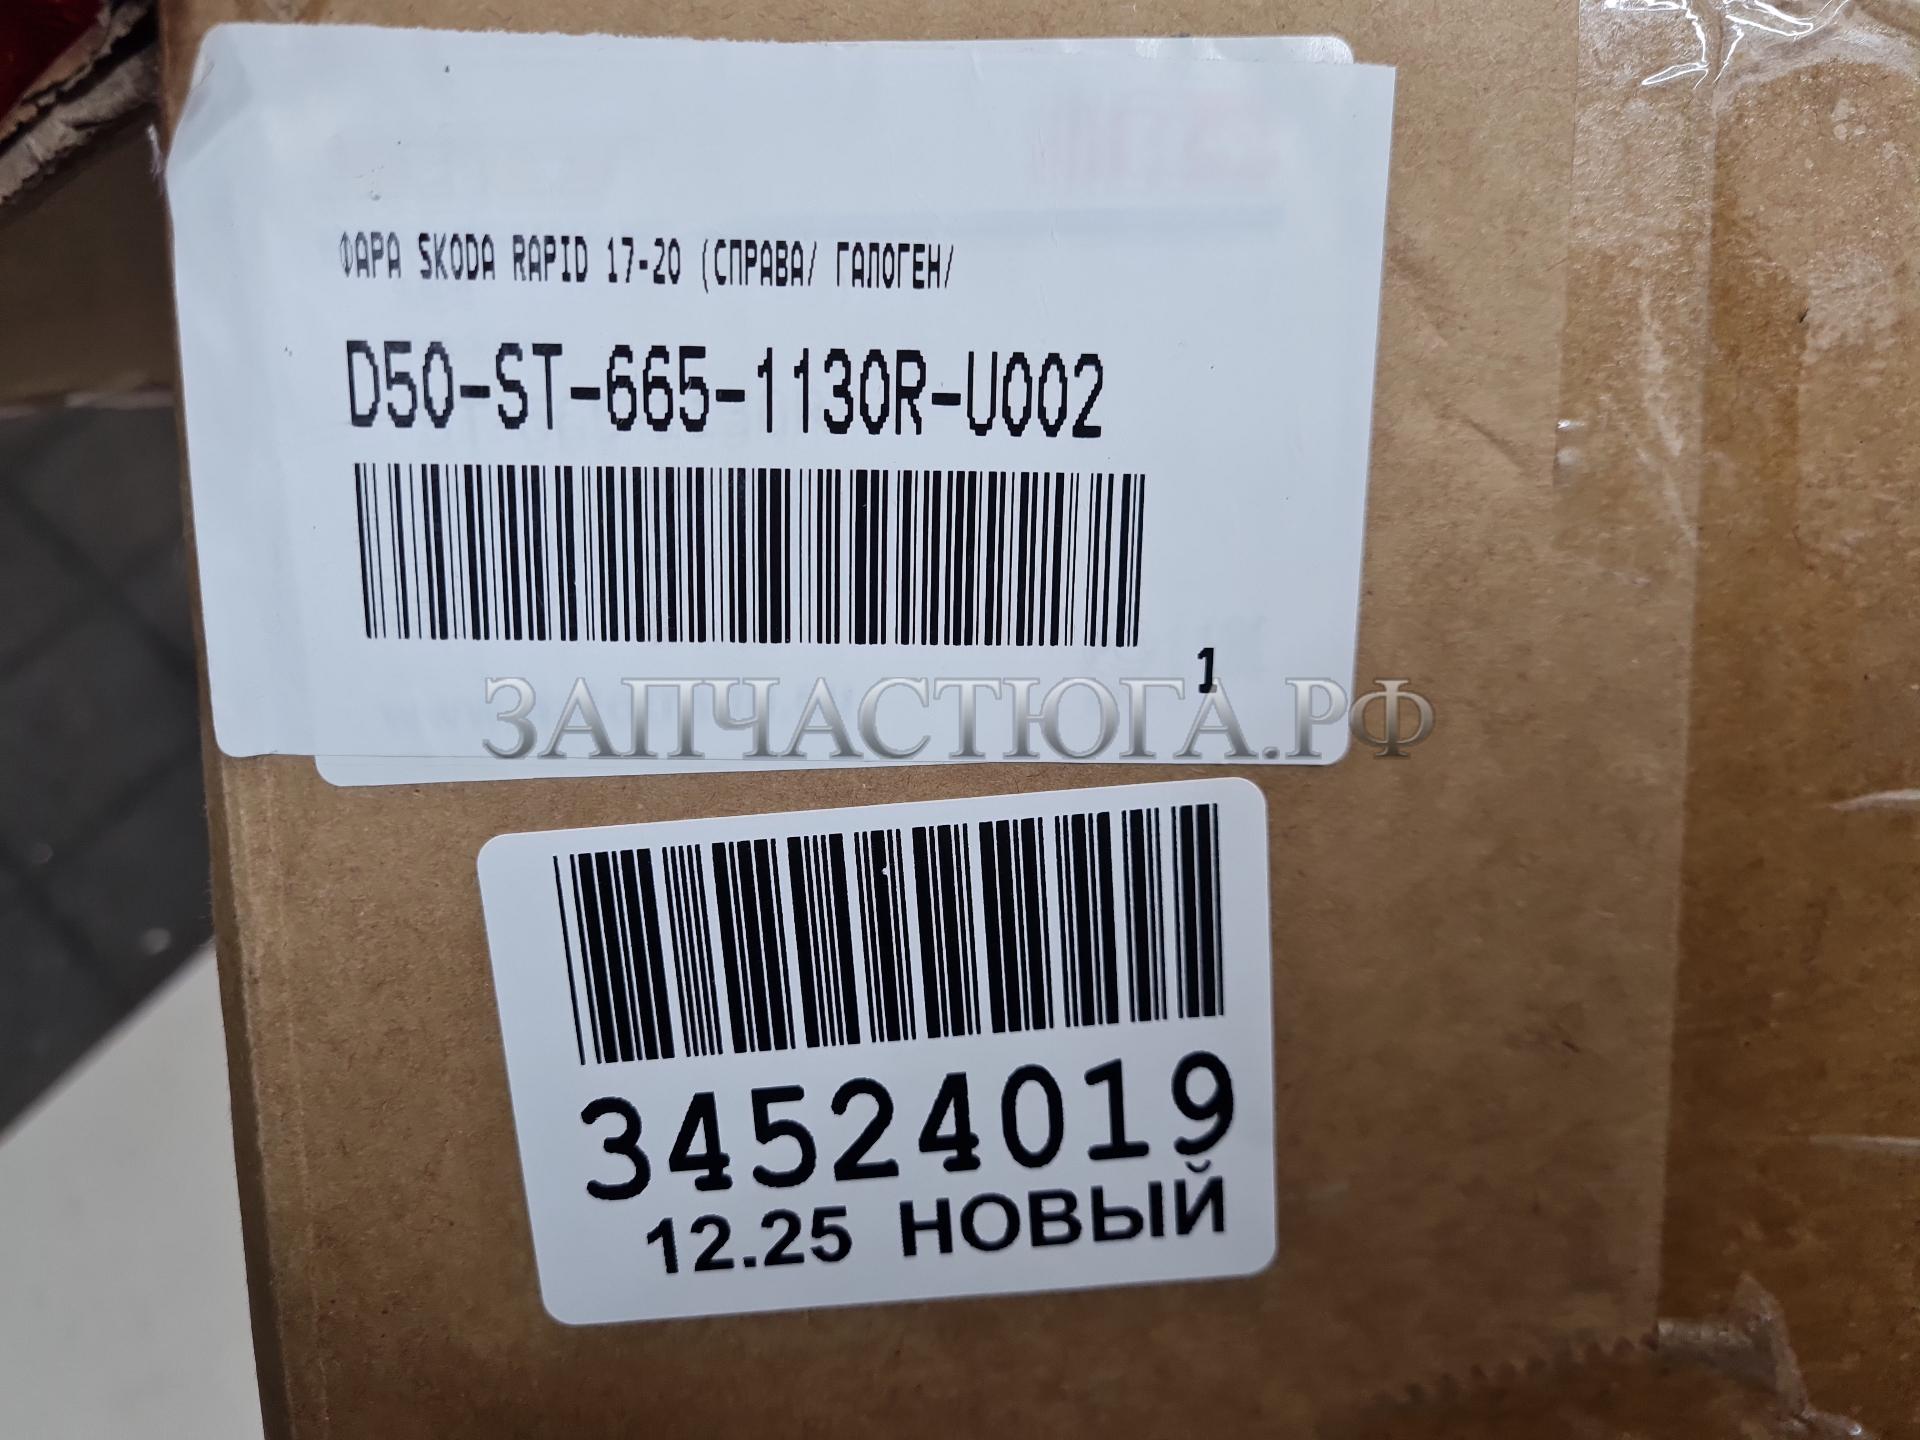 ФАРА SKODA RAPID 17-20 (СПРАВА/ ГАЛОГЕН/
D50-ST-665-1130R-U002
1
ЗАПЧАСТЮГА.РФ
34524019
12.25 НОВЫЙ